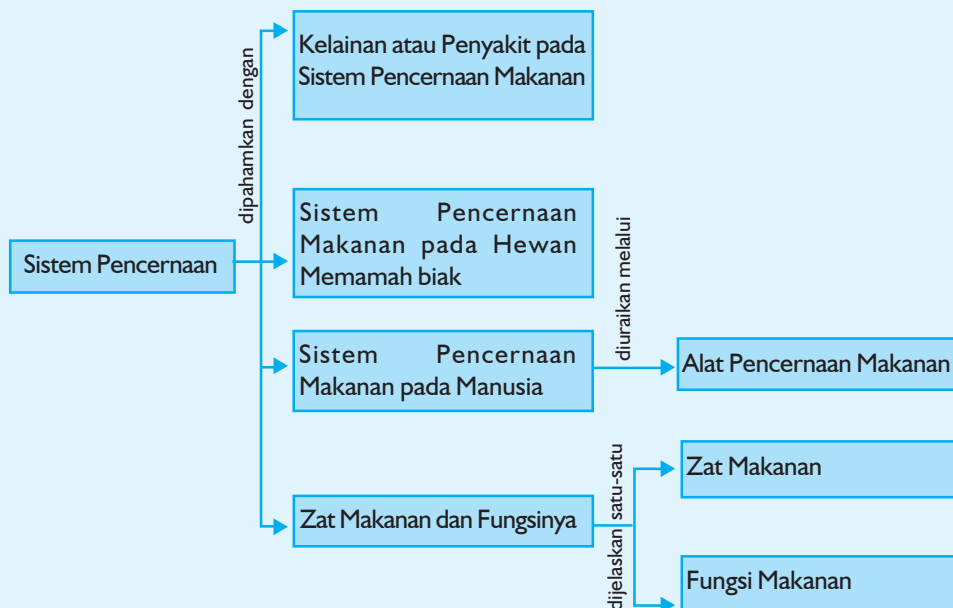 Sistem Pencernaan
dipahamkan dengan
Kelainan atau Penyakit pada
Sistem Pencernaan Makanan
Sistem Pencernaan
Makanan pada Hewan
Memamah biak
Sistem Pencernaan
Makanan pada Manusia
diuraikan melalui
Alat Pencernaan Makanan
Zat Makanan dan Fungsinya
dijelaskan satu-satu
Zat Makanan
Fungsi Makanan